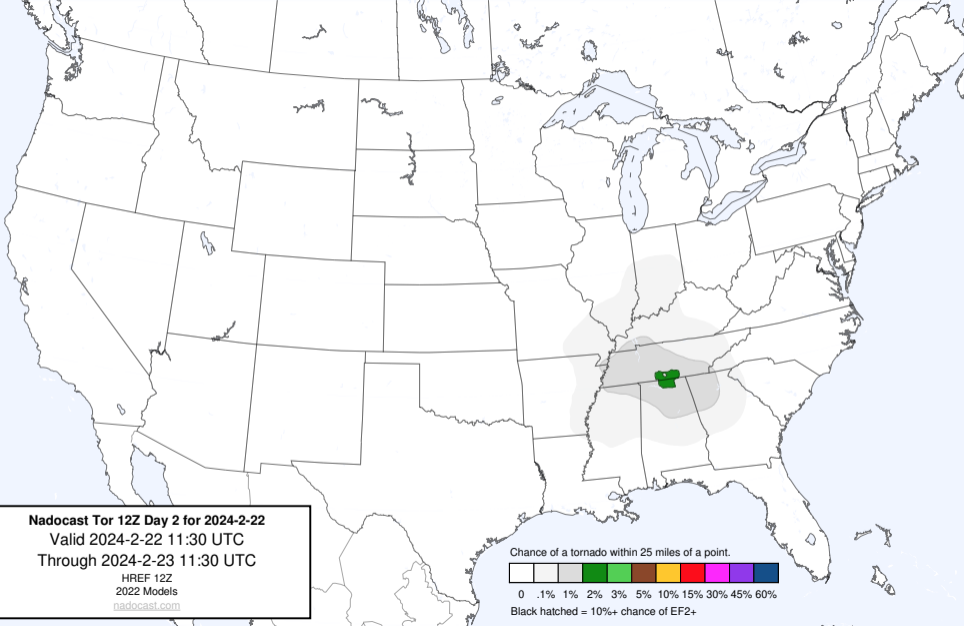 Nadocast Tor 12Z Day 2 for 2024-2-22
Valid 2024-2-22 11:30 UTC
Through 2024-2-23 11:30 UTC
HREF 12Z
2022 Models
nadocast.com
Chance of a tornado within 25 miles of a point.
0 .1% 1% 2% 3% 5% 10% 15% 30% 45% 60%
Black hatched = 10%+ chance of EF2+